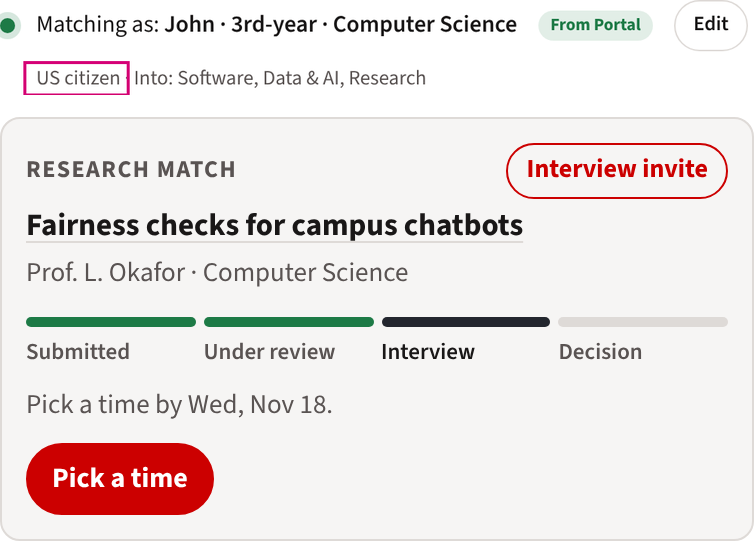 Matching as: John · 3rd-year · Computer Science From Portal Edit
US citizen · Into: Software, Data & AI, Research
RESEARCH MATCH Interview invite
Fairness checks for campus chatbots
Prof. L. Okafor · Computer Science
Submitted Under review Interview Decision
Pick a time by Wed, Nov 18.
Pick a time